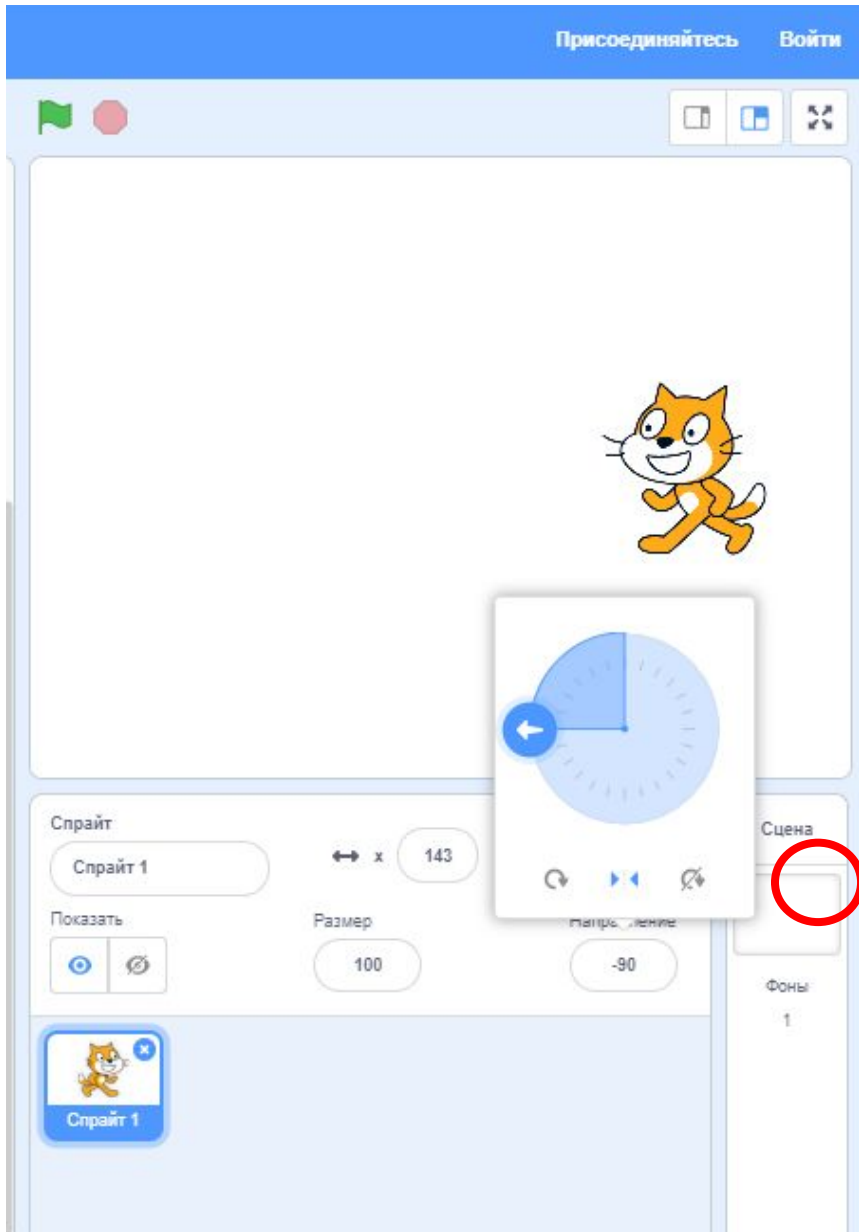 Присоединяйтесь Войти
Спрайт
Спрайт 1
x 143
Сцена
Показать
Размер
100
-90
Фоны
1
Спрайт 1